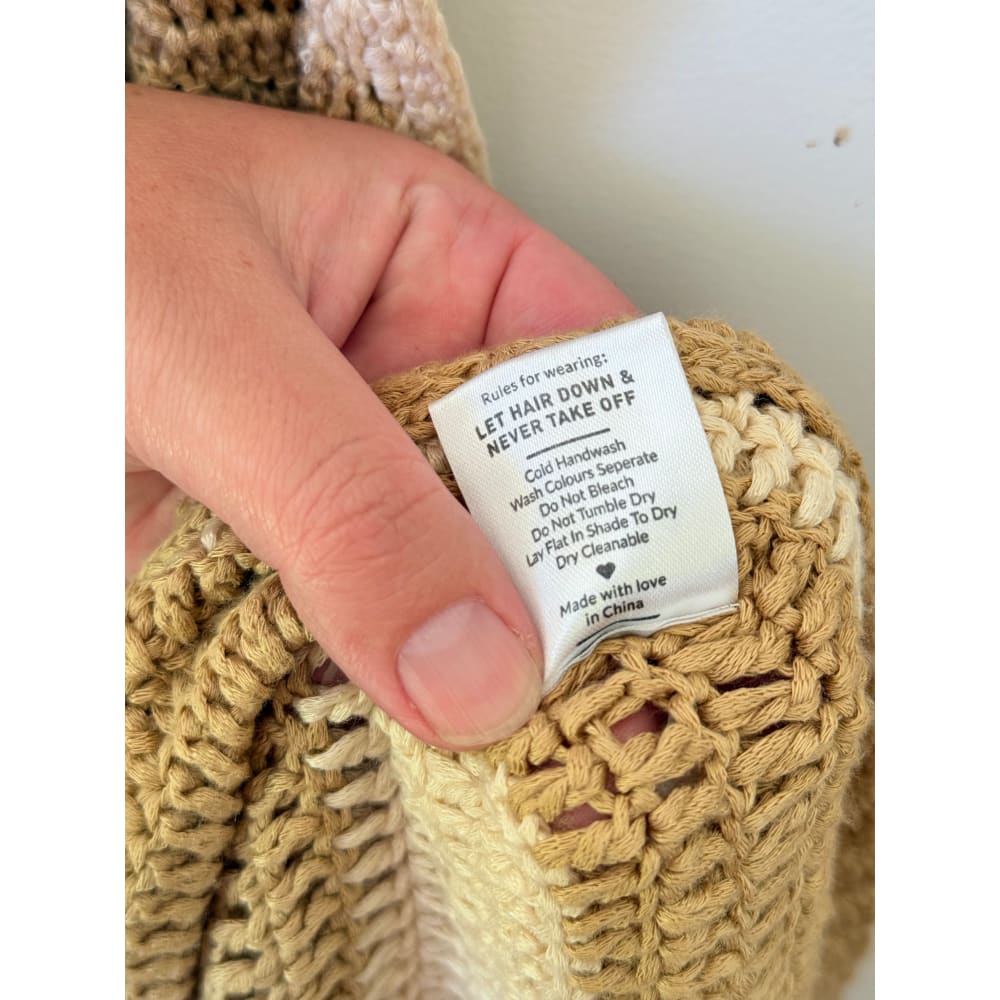 Rules for wearing:
LET HAIR DOWN &
NEVER TAKE OFF
Cold Handwash
Wash Colours Seperate
Do Not Bleach
Do Not Tumble Dry
Lay Flat In Shade To Dry
Dry Cleanable
Made with love
in China